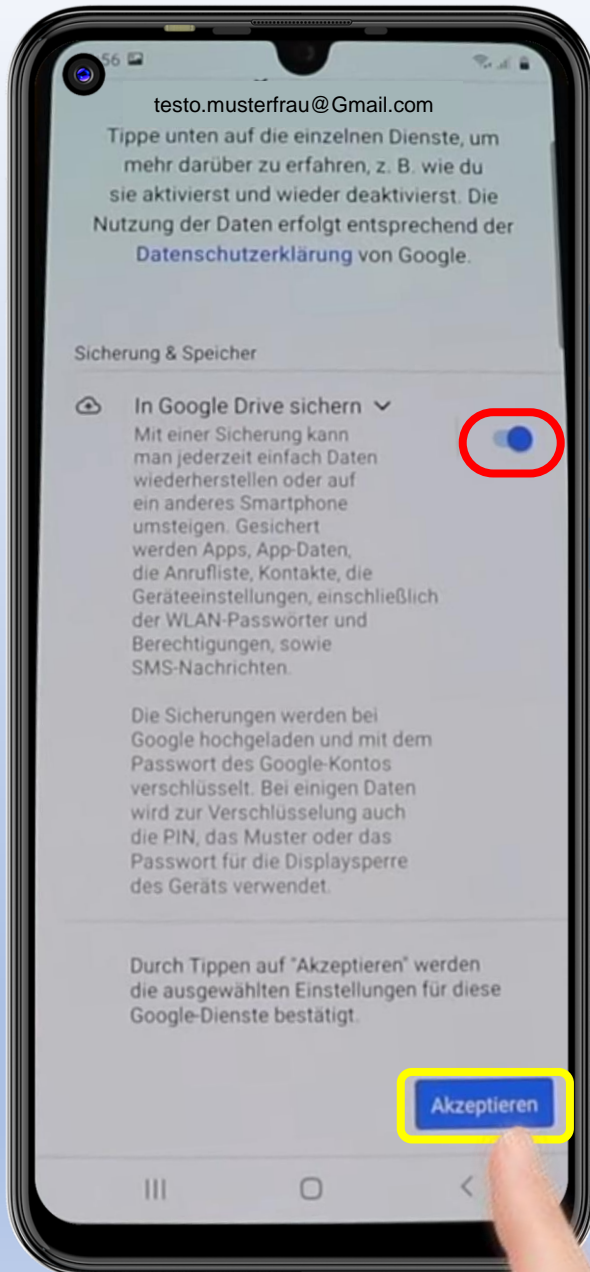 56
testo.musterfrau@Gmail.com
Tippe unten auf die einzelnen Dienste, um
mehr darüber zu erfahren, z. B. wie du
sie aktivierst und wieder deaktivierst. Die
Nutzung der Daten erfolgt entsprechend der
Datenschutzerklärung von Google.
Sicherung & Speicher
In Google Drive sichern
Mit einer Sicherung kann
man jederzeit einfach Daten
wiederherstellen oder auf
ein anderes Smartphone
umsteigen. Gesichert
werden Apps, App-Daten,
die Anrufliste, Kontakte, die
Geräteeinstellungen, einschließlich
der WLAN-Passwörter und
Berechtigungen, sowie
SMS-Nachrichten.
Die Sicherungen werden bei
Google hochgeladen und mit dem
Passwort des Google-Kontos
verschlüsselt. Bei einigen Daten
wird zur Verschlüsselung auch
die PIN, das Muster oder das
Passwort für die Displaysperre
des Geräts verwendet.
Durch Tippen auf "Akzeptieren" werden
die ausgewählten Einstellungen für diese
Google-Dienste bestätigt.
Akzeptieren